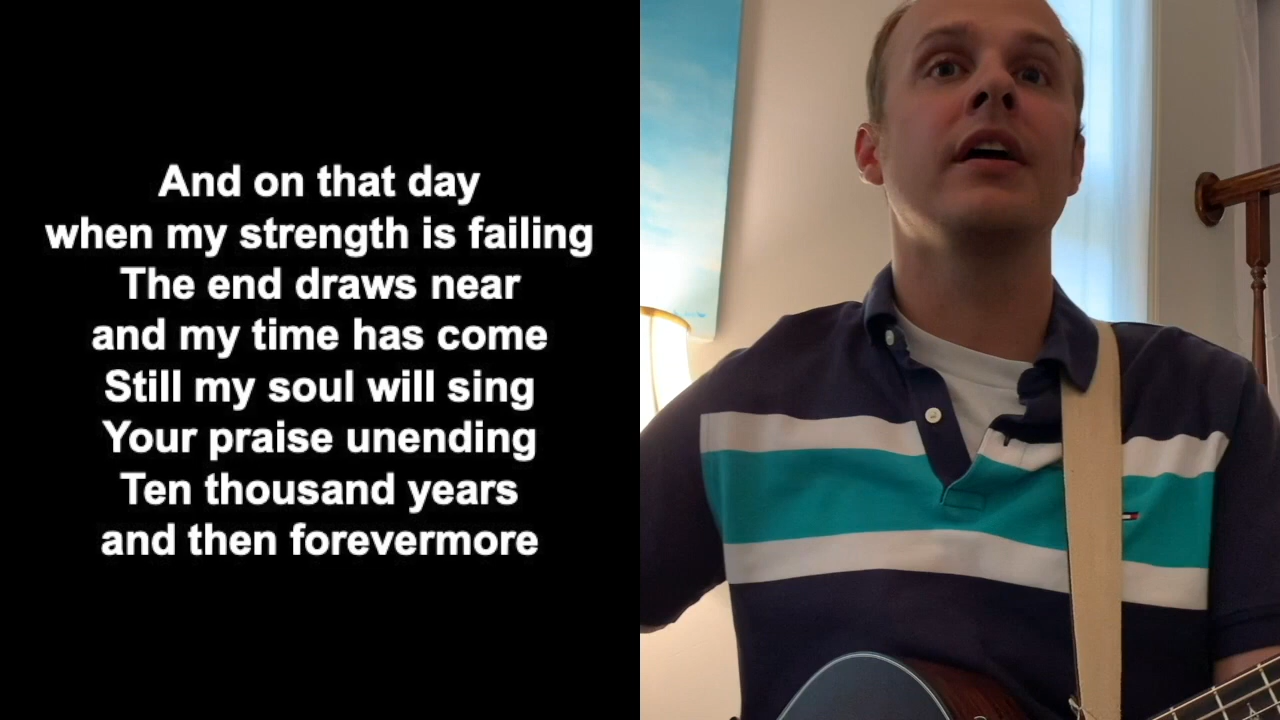 And on that day
when my strength is failing
The end draws near
and my time has come
Still my soul will sing
Your praise unending
Ten thousand years
and then forevermore